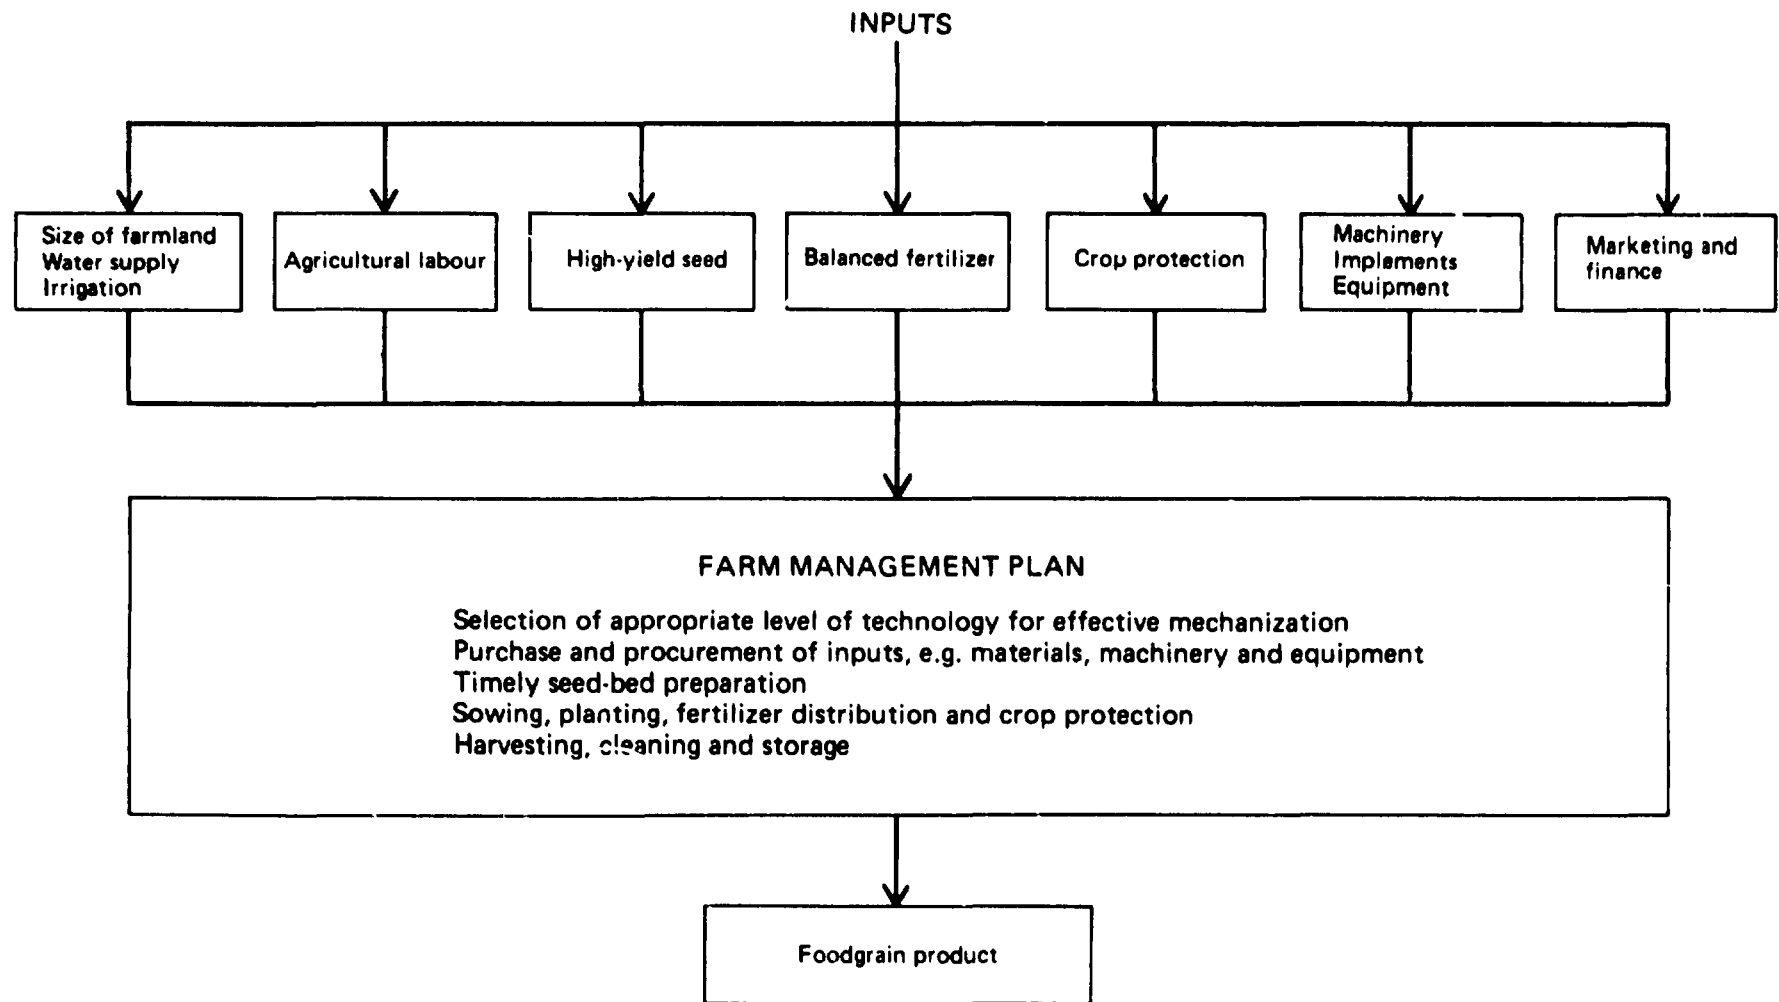 INPUTS
Size of farmland
Water supply
Irrigation
Agricultural labour
High-yield seed
Balanced fertilizer
Crop protection
Machinery
Implements
Equipment
Marketing and
finance
FARM MANAGEMENT PLAN
Selection of appropriate level of technology for effective mechanization
Purchase and procurement of inputs, e.g. materials, machinery and equipment
Timely seed-bed preparation
Sowing, planting, fertilizer distribution and crop protection
Harvesting, cleaning and storage
Foodgrain product